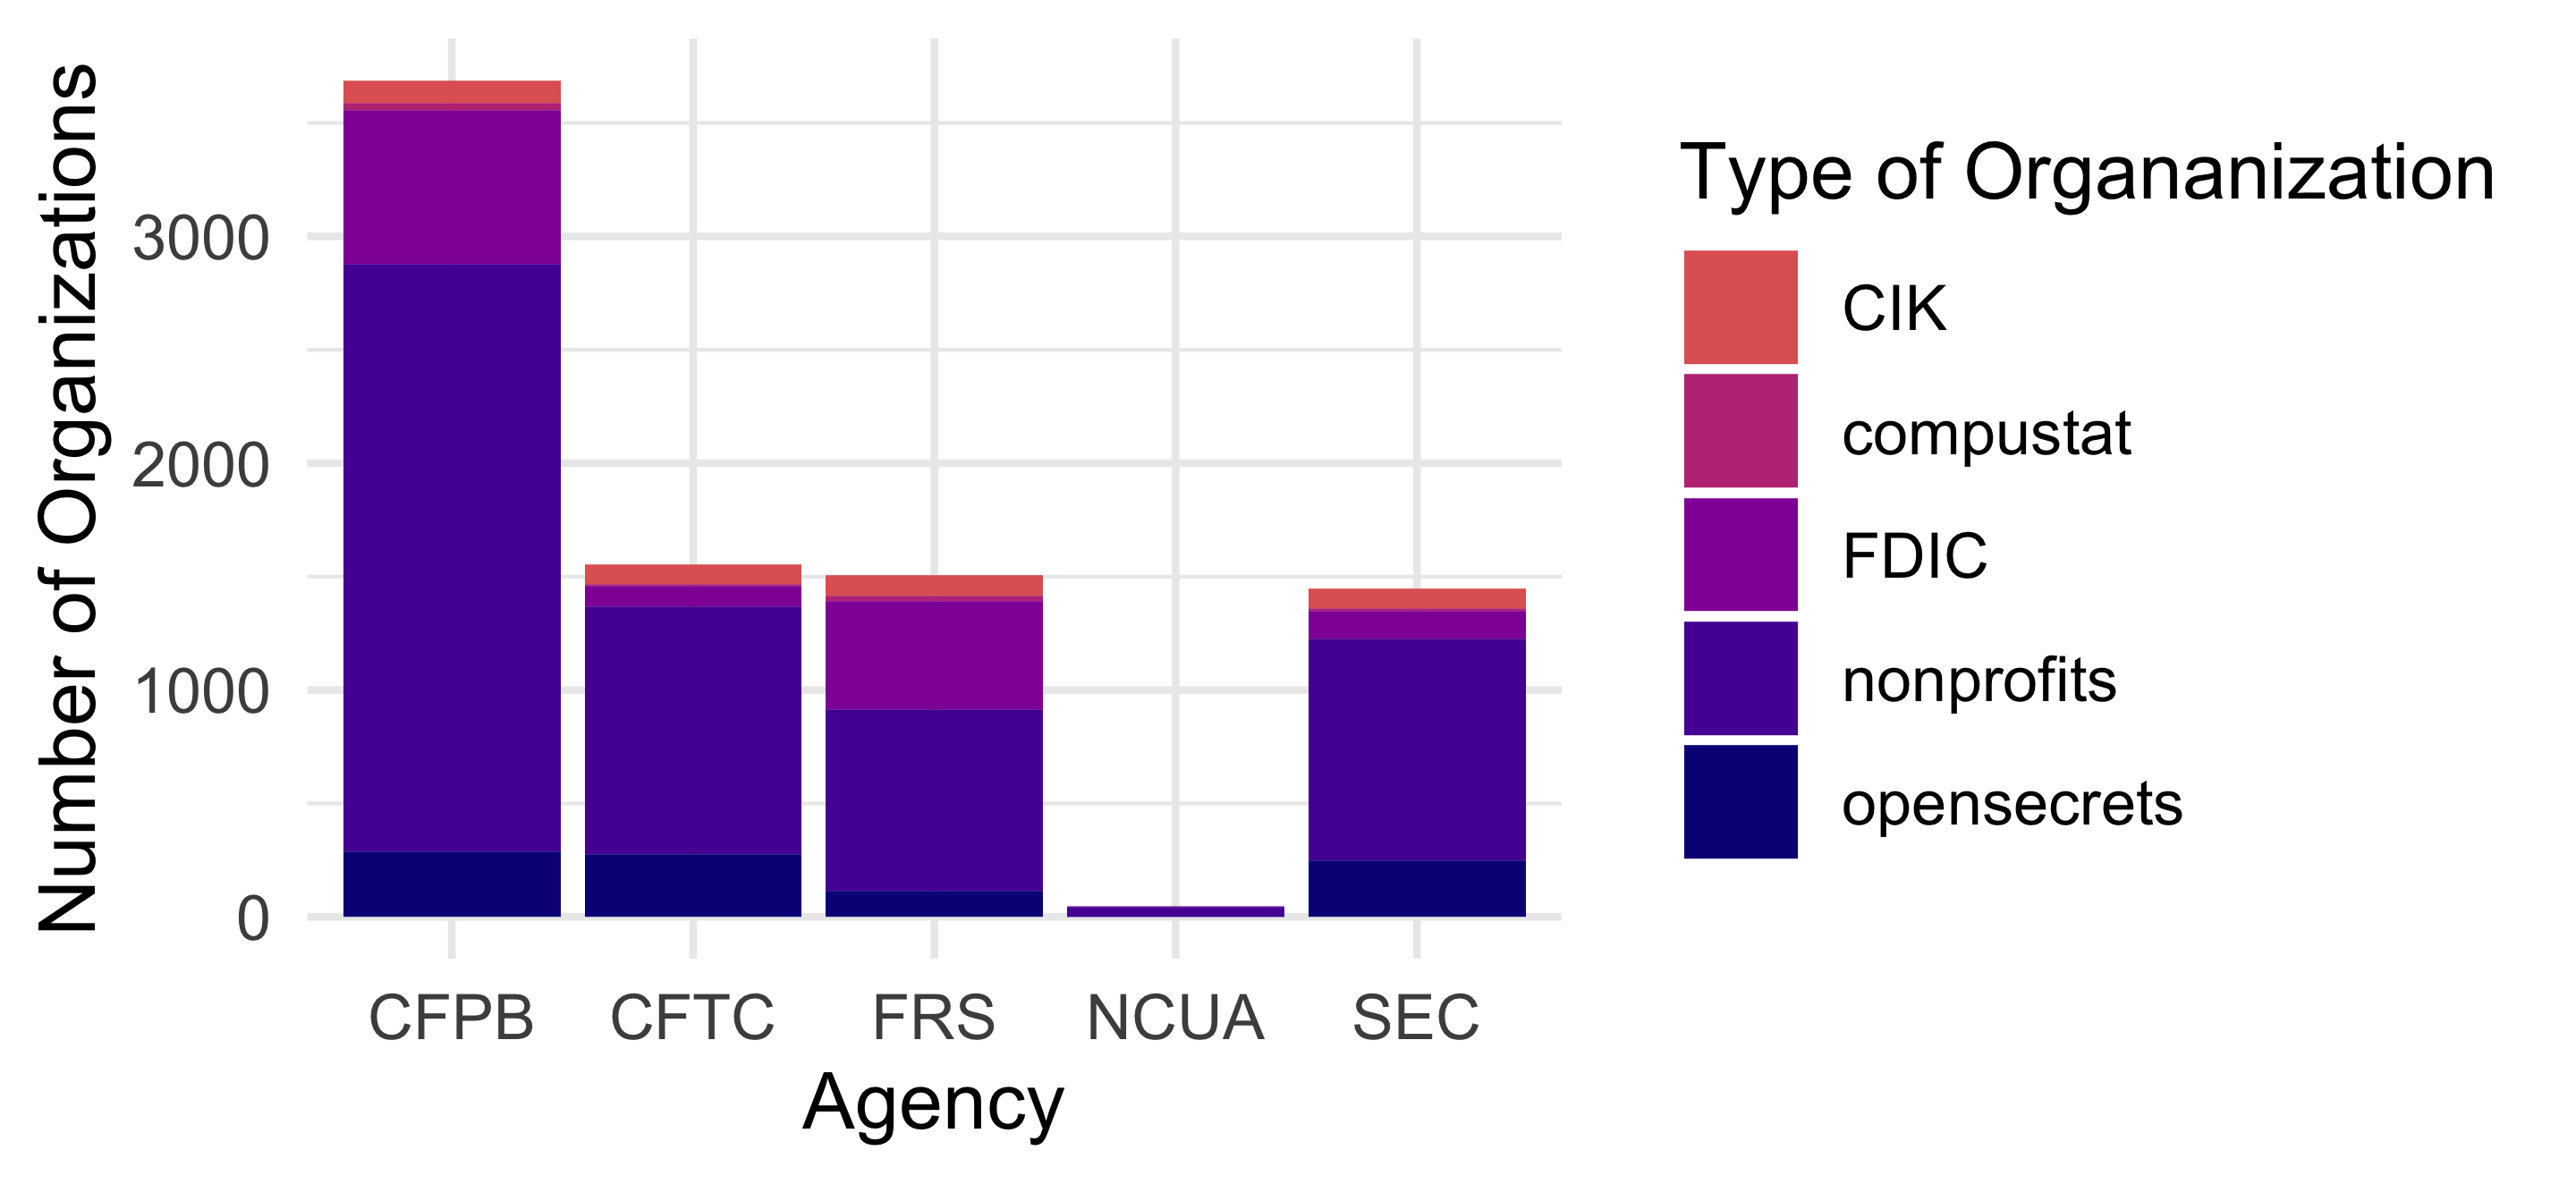 Number of Organizations
3000
2000
1000
0
CFPB
CFTC
FRS
NCUA
SEC
Agency
Type of Organanization
CIK
compustat
FDIC
nonprofits
opensecrets